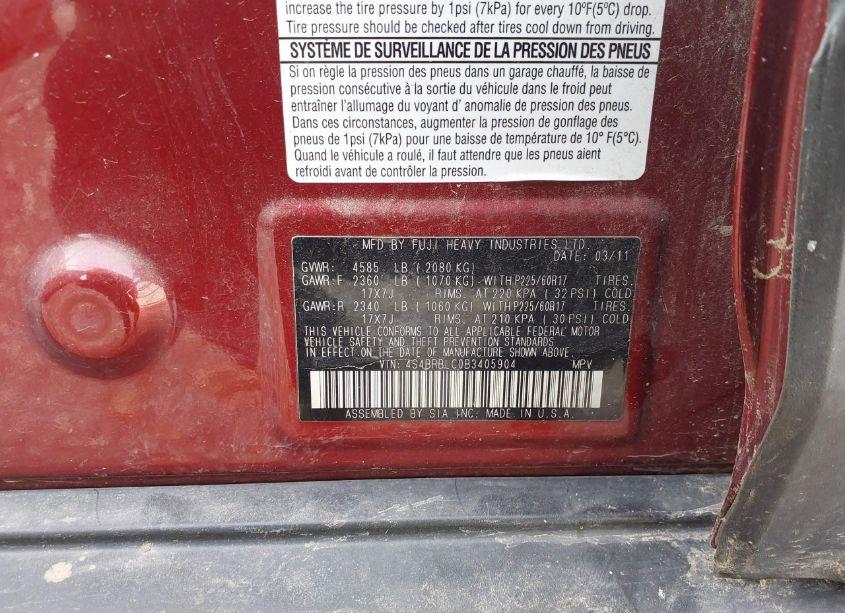 increase the tire pressure by 1psi (7kPa) for every 10ºF(5ºC) drop.
Tire pressure should be checked after tires cool down from driving.
SYSTÈME DE SURVEILLANCE DE LA PRESSION DES PNEUS
Si on règle la pression des pneus dans un garage chauffé, la baisse de
pression consécutive à la sortie du véhicule dans le froid peut
entraîner l'allumage du voyant d' anomalie de pression des pneus.
Dans ces circonstances, augmenter la pression de gonflage des
pneus de 1psi (7kPa) pour une baisse de température de 10° F(5°C).
Quand le véhicule a roulé, il faut attendre que les pneus aient
refroidi avant de contrôler la pression.
MFD BY FUJI HEAVY INDUSTRIES LTD.
DATE: 03/11
GVWR: 4585 LB ( 2080 KG)
GAWR:F 2360 LB ( 1070 KG) WITH P225/60R17 TIRES,
17X7J RIMS, AT 220 KPA ( 32 PSI) COLD
GAWR:R 2340 LB ( 1060 KG) WITH P225/60R17 TIRES,
17X7J RIMS, AT 210 KPA ( 30 PSI) COLD
THIS VEHICLE CONFORMS TO ALL APPLICABLE FEDERAL MOTOR
VEHICLE SAFETY AND THEFT PREVENTION STANDARDS
IN EFFECT ON THE DATE OF MANUFACTURE SHOWN ABOVE.
VIN: MPV
ASSEMBLED BY SIA, INC. MADE IN U.S.A.